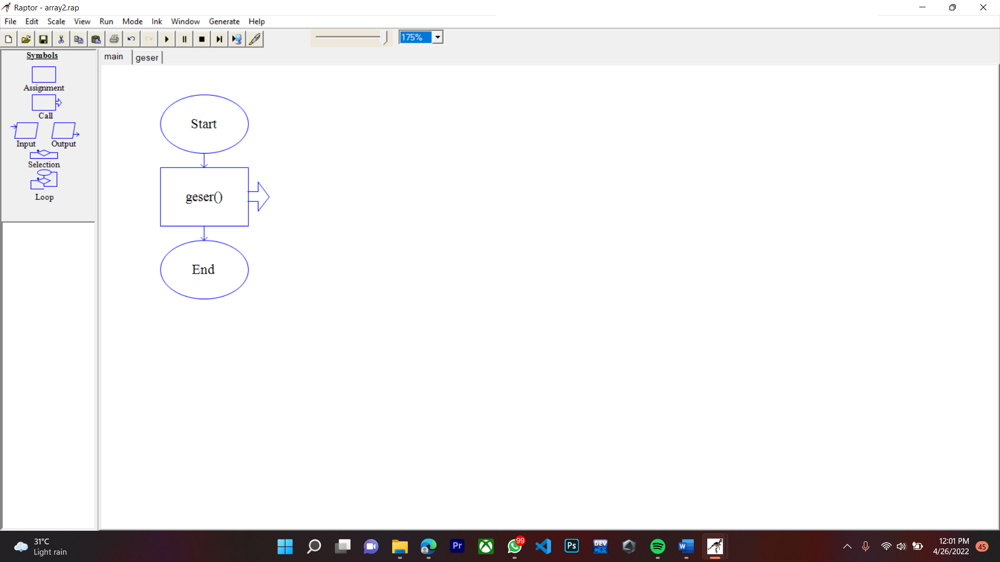 Raptor - array2.rap
File Edit Scale View Run Mode Ink Window Generate Help
175%
Symbols
Assignment
Call
Input Output
Selection
Loop
main geser
Start
geser()
End
31°C
Light rain
Pr
99
Ps
DEV
W
12:01 PM
4/26/2022
45